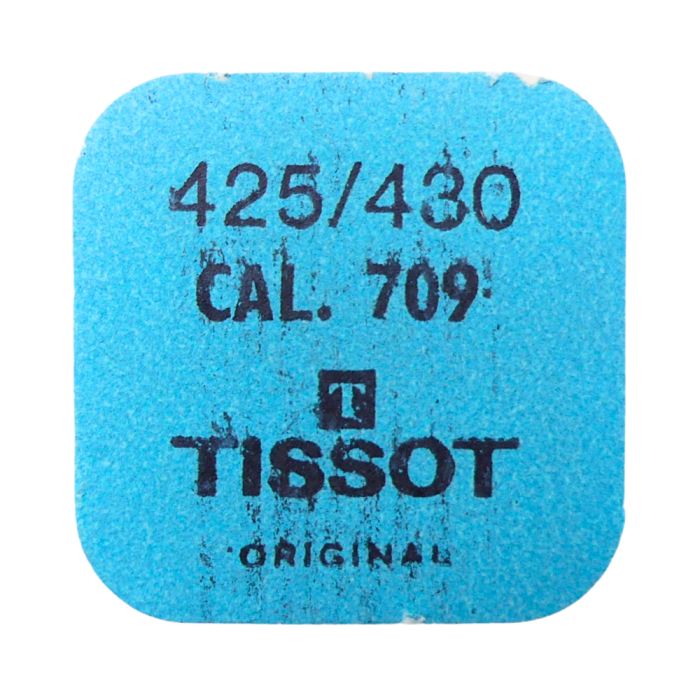 425/430
CAL. 709
T
TISSOT
ORIGINAL